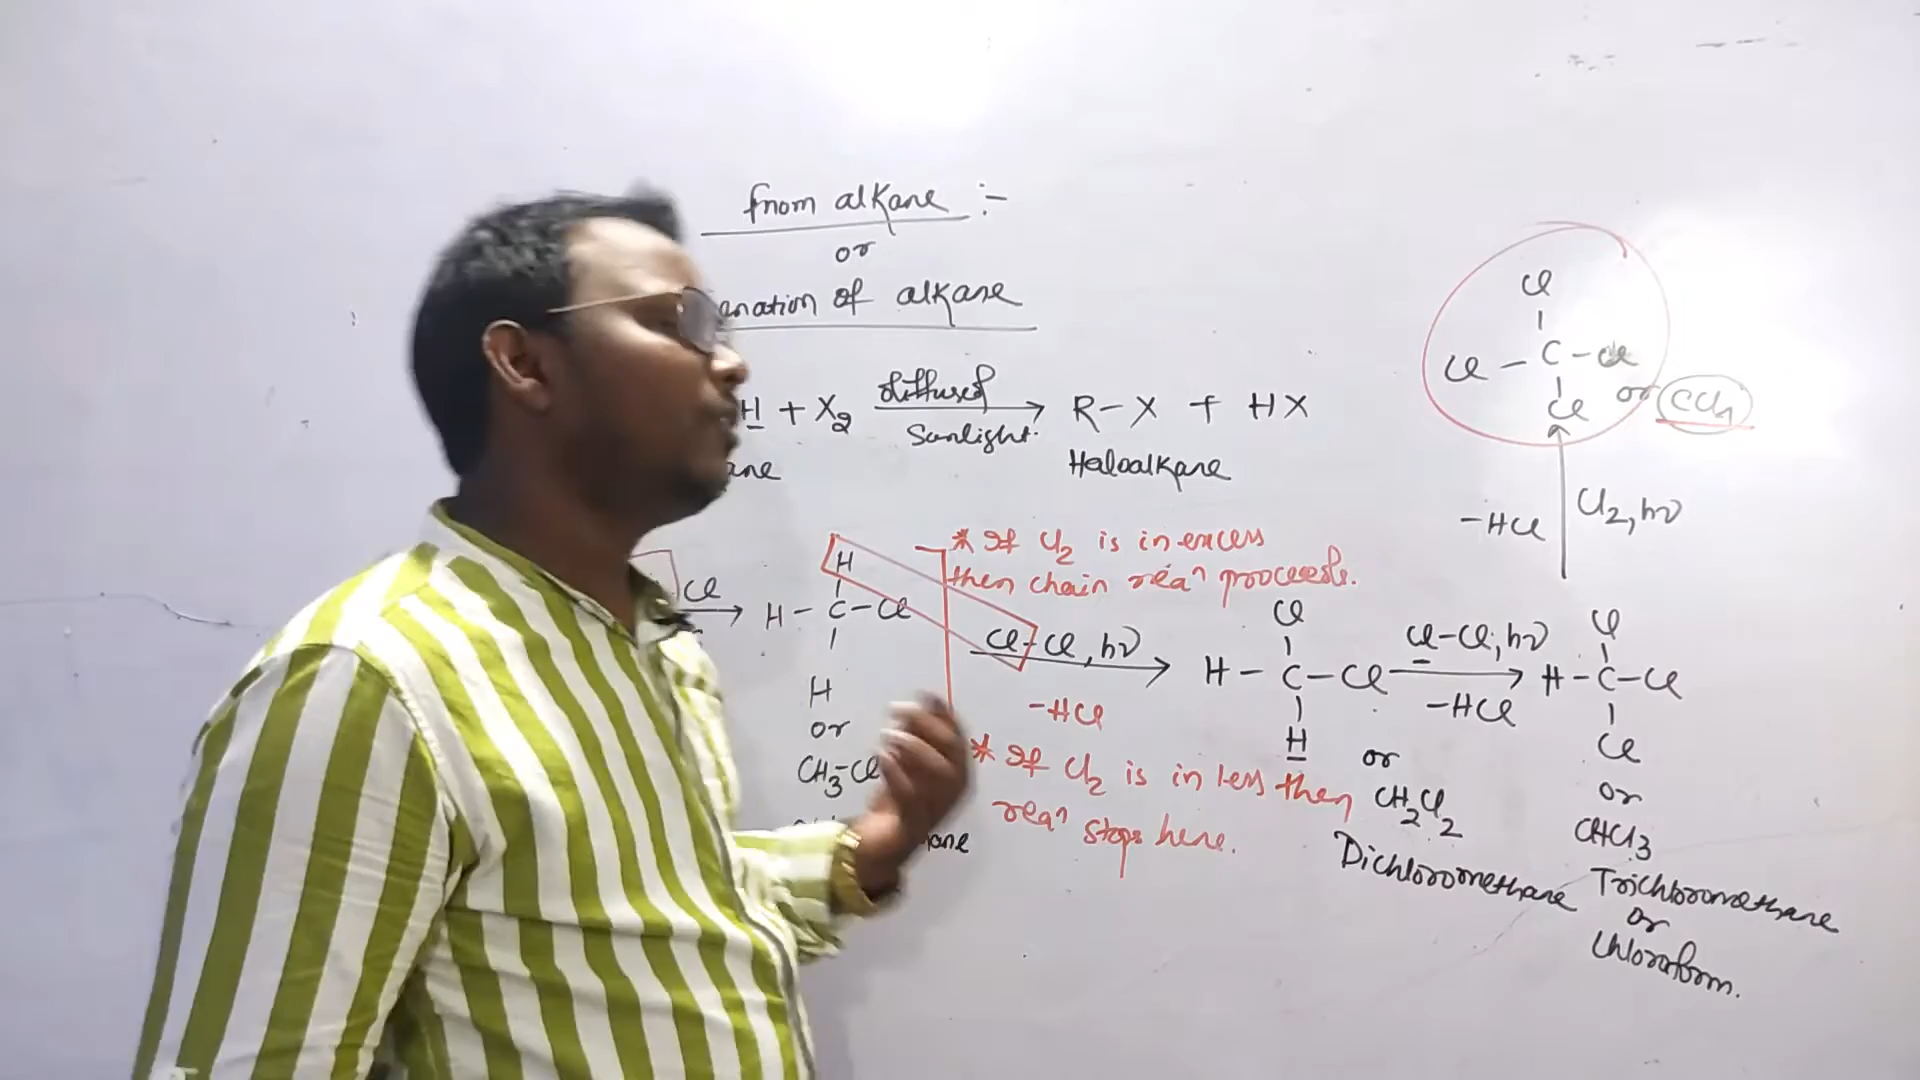 from alkane :-
or
enation of alkane
H + X2 diffused Sunlight. R-X + HX
ane
Haloalkane
Cl
Cl - C - Cl
Cl
or CCl4
-HCl Cl2, hν
* If Cl2 is in excess
then chain reaⁿ proceeds.
Cl
H
H - C - Cl
H
or
CH3-Cl
ane
Cl-Cl, hν
-HCl
* If Cl2 is in less then
reaⁿ stops here.
Cl
H - C - Cl
H
or
CH2Cl2
Dichloromethane
Cl-Cl, hν
-HCl
Cl
H - C - Cl
Cl
or
CHCl3
Trichloromethane
or
Chloroform.